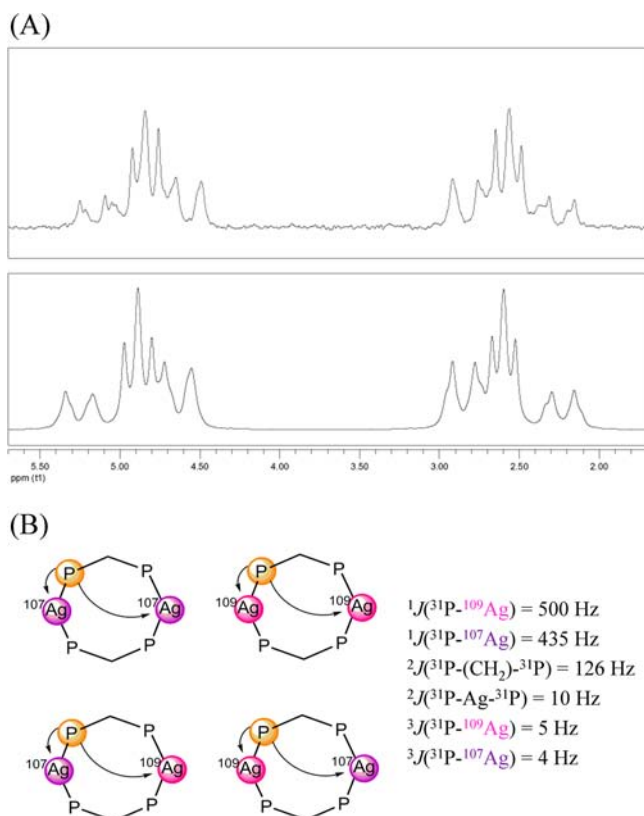 (A)
5.50 5.00 4.50 4.00 3.50 3.00 2.50 2.00
ppm (t1)
(B)
P P
¹⁰⁷Ag ¹⁰⁷Ag
P P
P P
¹⁰⁹Ag ¹⁰⁹Ag
P P
P P
¹⁰⁷Ag ¹⁰⁹Ag
P P
P P
¹⁰⁹Ag ¹⁰⁷Ag
P P
¹J(³¹P-¹⁰⁹Ag) = 500 Hz
¹J(³¹P-¹⁰⁷Ag) = 435 Hz
²J(³¹P-(CH₂)-³¹P) = 126 Hz
²J(³¹P-Ag-³¹P) = 10 Hz
³J(³¹P-¹⁰⁹Ag) = 5 Hz
³J(³¹P-¹⁰⁷Ag) = 4 Hz